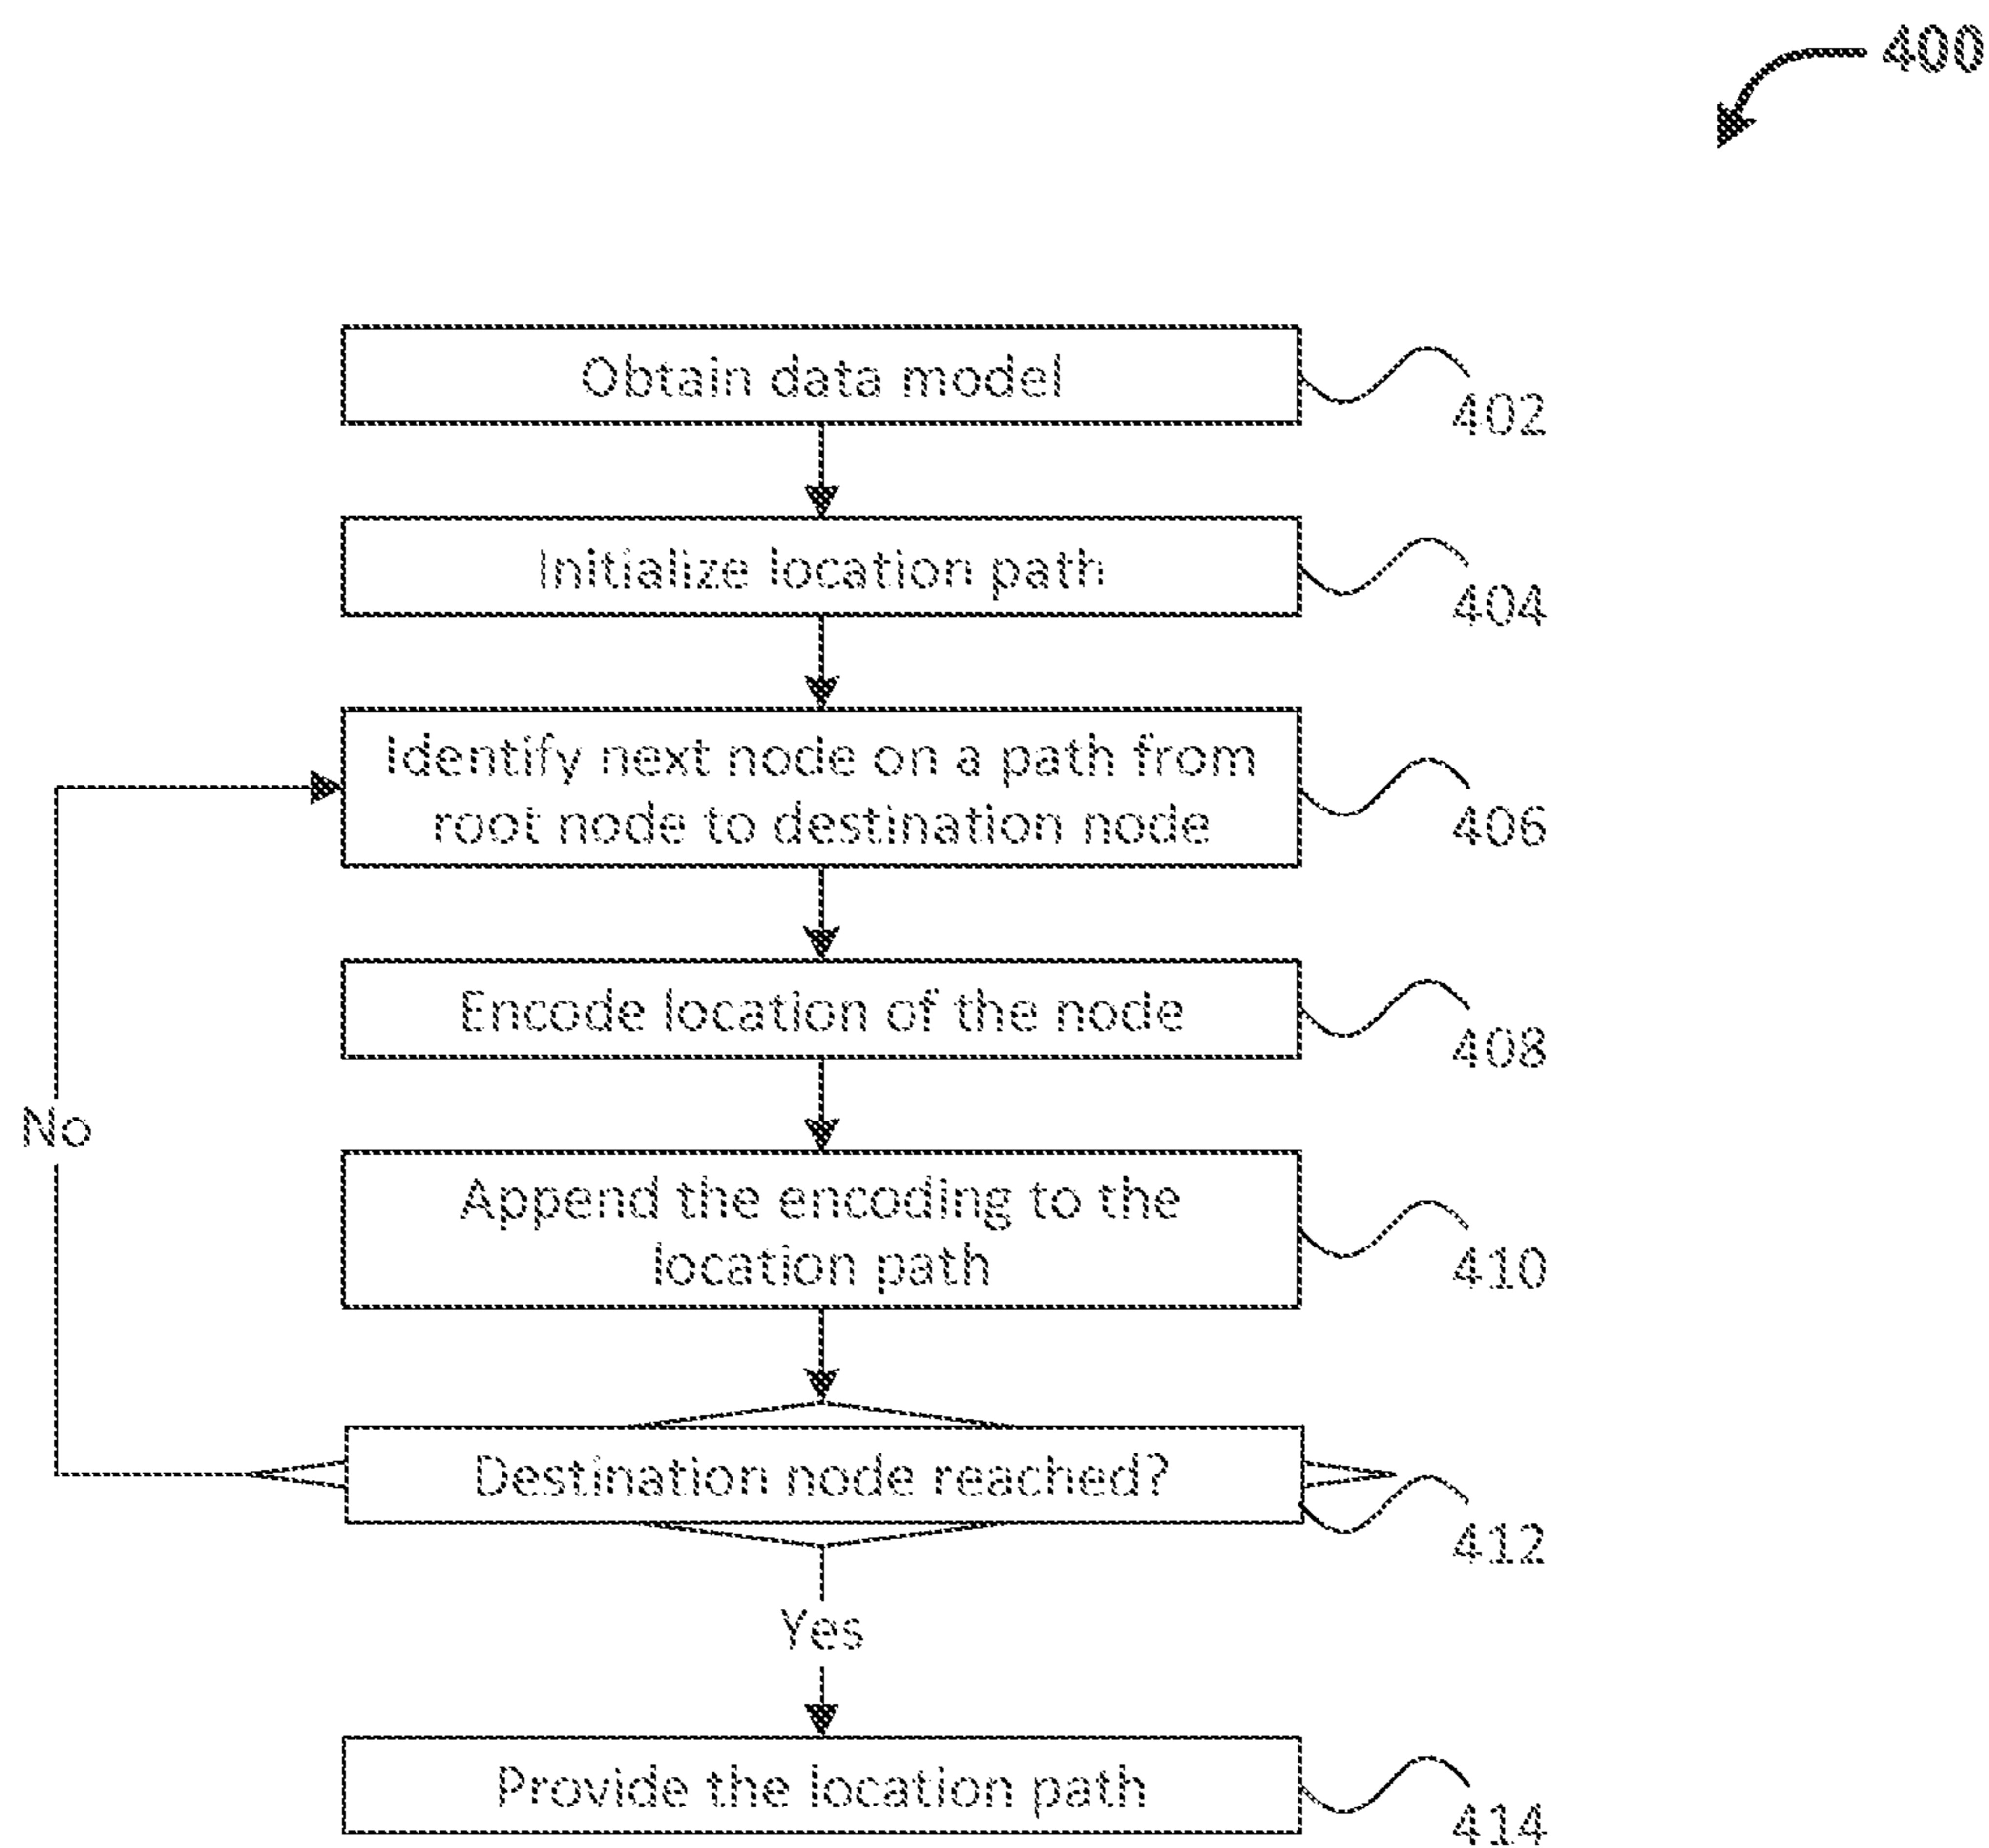 400
Obtain data model
402
Initialize location path
404
Identify next node on a path from
root node to destination node
406
Encode location of the node
408
No
Append the encoding to the
location path
410
Destination node reached?
412
Yes
Provide the location path
414